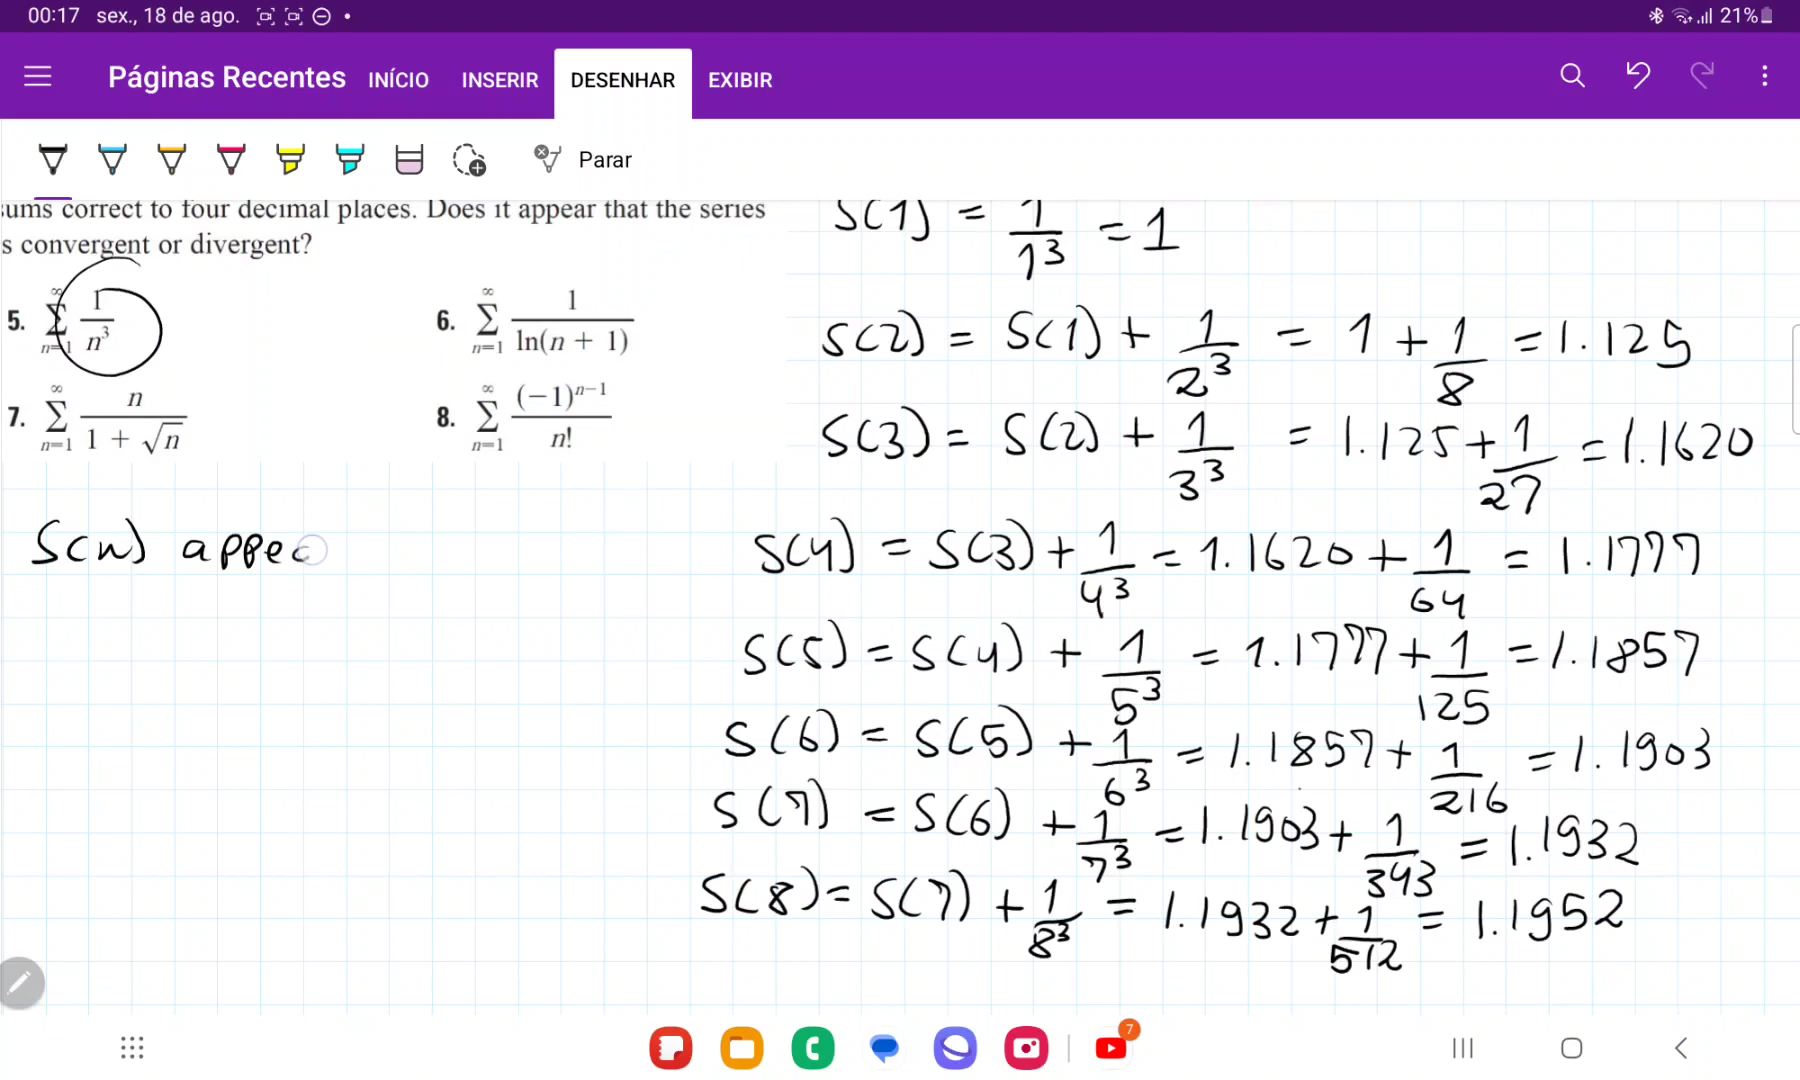 00:17 sex., 18 de ago. 21%
Páginas Recentes INÍCIO INSERIR DESENHAR EXIBIR
Parar
sums correct to four decimal places. Does it appear that the series
s convergent or divergent?
5. ∞ Σ n=1 1/n³
6. ∞ Σ n=1 1/ln(n + 1)
7. ∞ Σ n=1 n/(1 + √n)
8. ∞ Σ n=1 (−1)ⁿ⁻¹/n!
S(n) appea
S(1) = 1/1³ = 1
S(2) = S(1) + 1/2³ = 1 + 1/8 = 1.125
S(3) = S(2) + 1/3³ = 1.125 + 1/27 = 1.1620
S(4) = S(3) + 1/4³ = 1.1620 + 1/64 = 1.1777
S(5) = S(4) + 1/5³ = 1.1777 + 1/125 = 1.1857
S(6) = S(5) + 1/6³ = 1.1857 + 1/216 = 1.1903
S(7) = S(6) + 1/7³ = 1.1903 + 1/343 = 1.1932
S(8) = S(7) + 1/8³ = 1.1932 + 1/512 = 1.1952
7